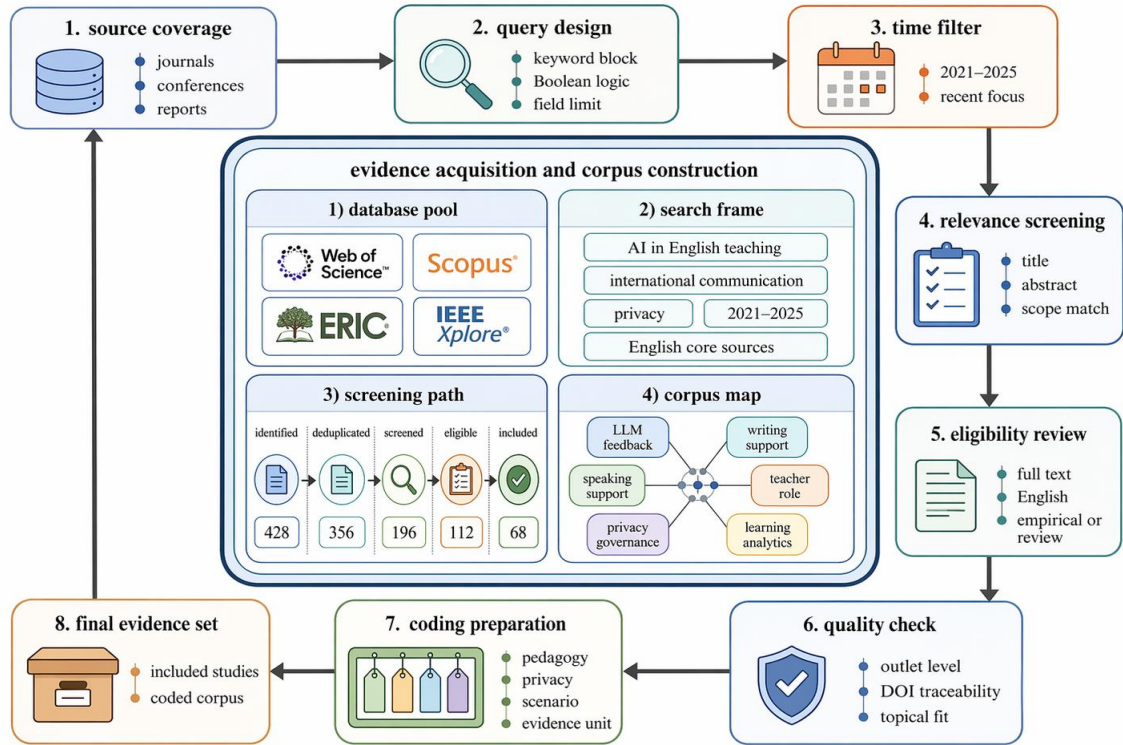 1. source coverage
journals
conferences
reports
2. query design
keyword block
Boolean logic
field limit
3. time filter
2021–2025
recent focus
evidence acquisition and corpus construction
1) database pool
Web of
Science™
Scopus®
ERIC®
IEEE
Xplore®
2) search frame
AI in English teaching
international communication
privacy
2021–2025
English core sources
3) screening path
identified
deduplicated
screened
eligible
included
428
356
196
112
68
4) corpus map
LLM
feedback
writing
support
speaking
support
teacher
role
privacy
governance
learning
analytics
4. relevance screening
title
abstract
scope match
5. eligibility review
full text
English
empirical or
review
6. quality check
outlet level
DOI traceability
topical fit
7. coding preparation
pedagogy
privacy
scenario
evidence unit
8. final evidence set
included studies
coded corpus